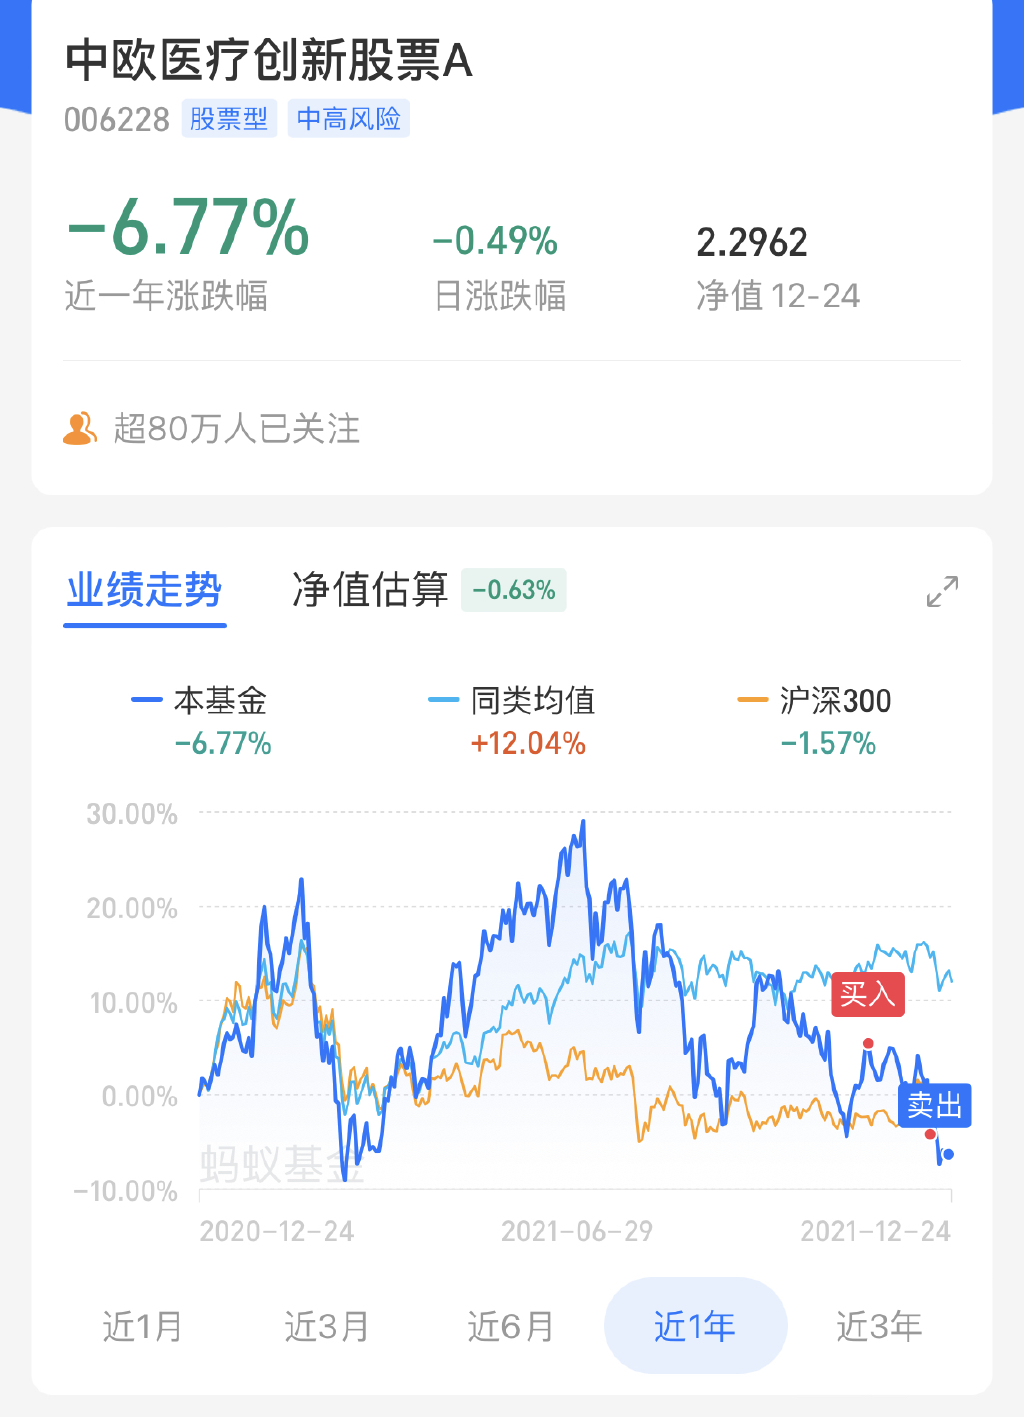 中欧医疗创新股票A
006228 股票型 中高风险
-6.77% -0.49% 2.2962
近一年涨跌幅 日涨跌幅 净值 12-24
超80万人已关注
业绩走势 净值估算 -0.63%
本基金 同类均值 沪深300
-6.77% +12.04% -1.57%
30.00%
20.00%
10.00%
买入
0.00%
卖出
蚂蚁基金
-10.00%
2020-12-24 2021-06-29 2021-12-24
近1月 近3月 近6月 近1年 近3年